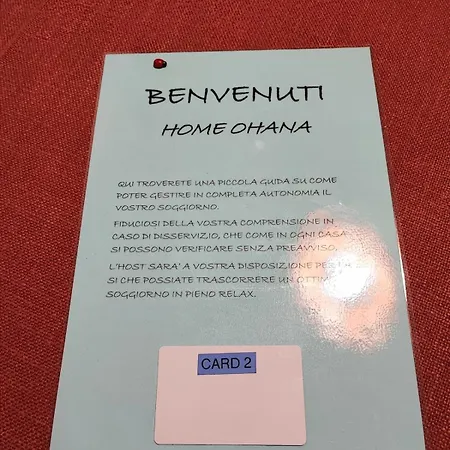 BENVENUTI
HOME OHANA
QUI TROVERETE UNA PICCOLA GUIDA SU COME
POTER GESTIRE IN COMPLETA AUTONOMIA IL
VOSTRO SOGGIORNO.
FIDUCIOSI DELLA VOSTRA COMPRENSIONE IN
CASO DI DISSERVIZIO, CHE COME IN OGNI CASA
SI POSSONO VERIFICARE SENZA PREAVVISO,
L'HOST SARA' A VOSTRA DISPOSIZIONE
SI CHE POSSIATE TRASCORRERE UN
SOGGIORNO IN PIENO RELAX.
CARD 2